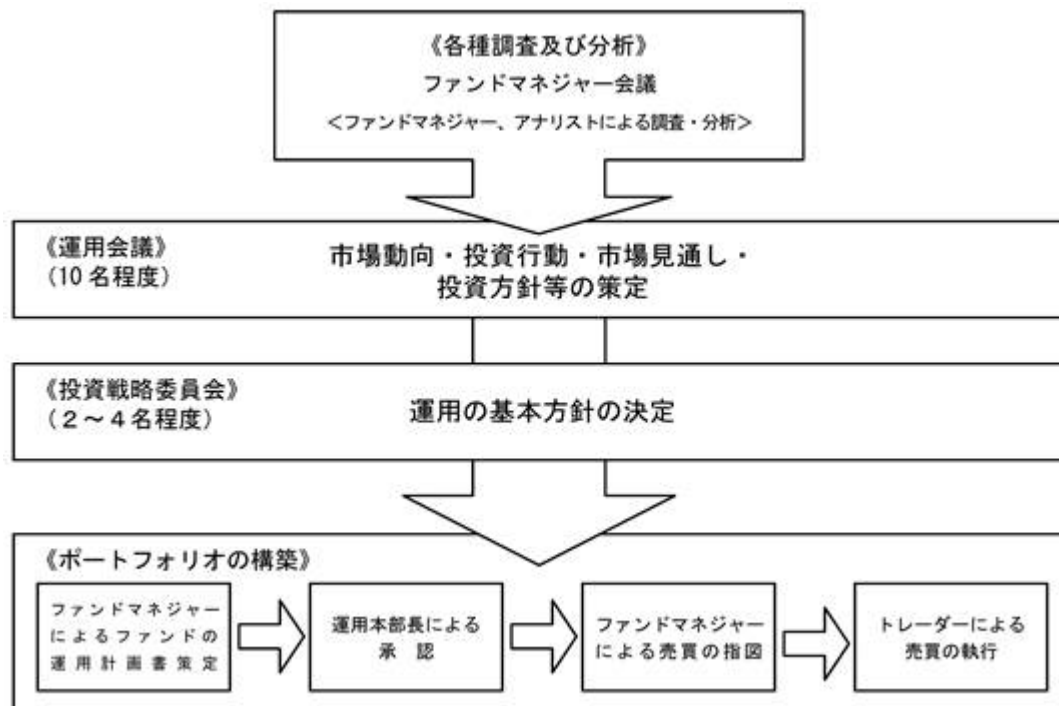 《各種調査及び分析》
ファンドマネジャー会議
<ファンドマネジャー、アナリストによる調査・分析>
《運用会議》
(10名程度)
市場動向・投資行動・市場見通し・
投資方針等の策定
《投資戦略委員会》
(2~4名程度)
運用の基本方針の決定
《ポートフォリオの構築》
ファンドマネジャー
によるファンドの
運用計画書策定
運用本部長による
承 認
ファンドマネジャー
による売買の指図
トレーダーによる
売買の執行